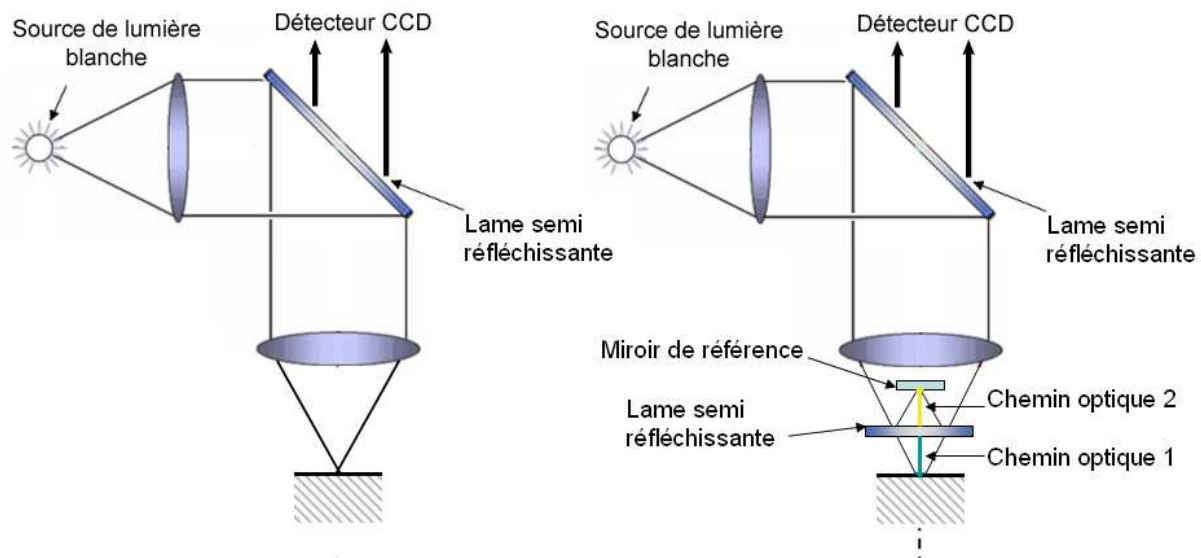 Source de lumière
blanche
Détecteur CCD
Lame semi
réfléchissante
Source de lumière
blanche
Détecteur CCD
Lame semi
réfléchissante
Miroir de référence
Lame semi
réfléchissante
Chemin optique 2
Chemin optique 1